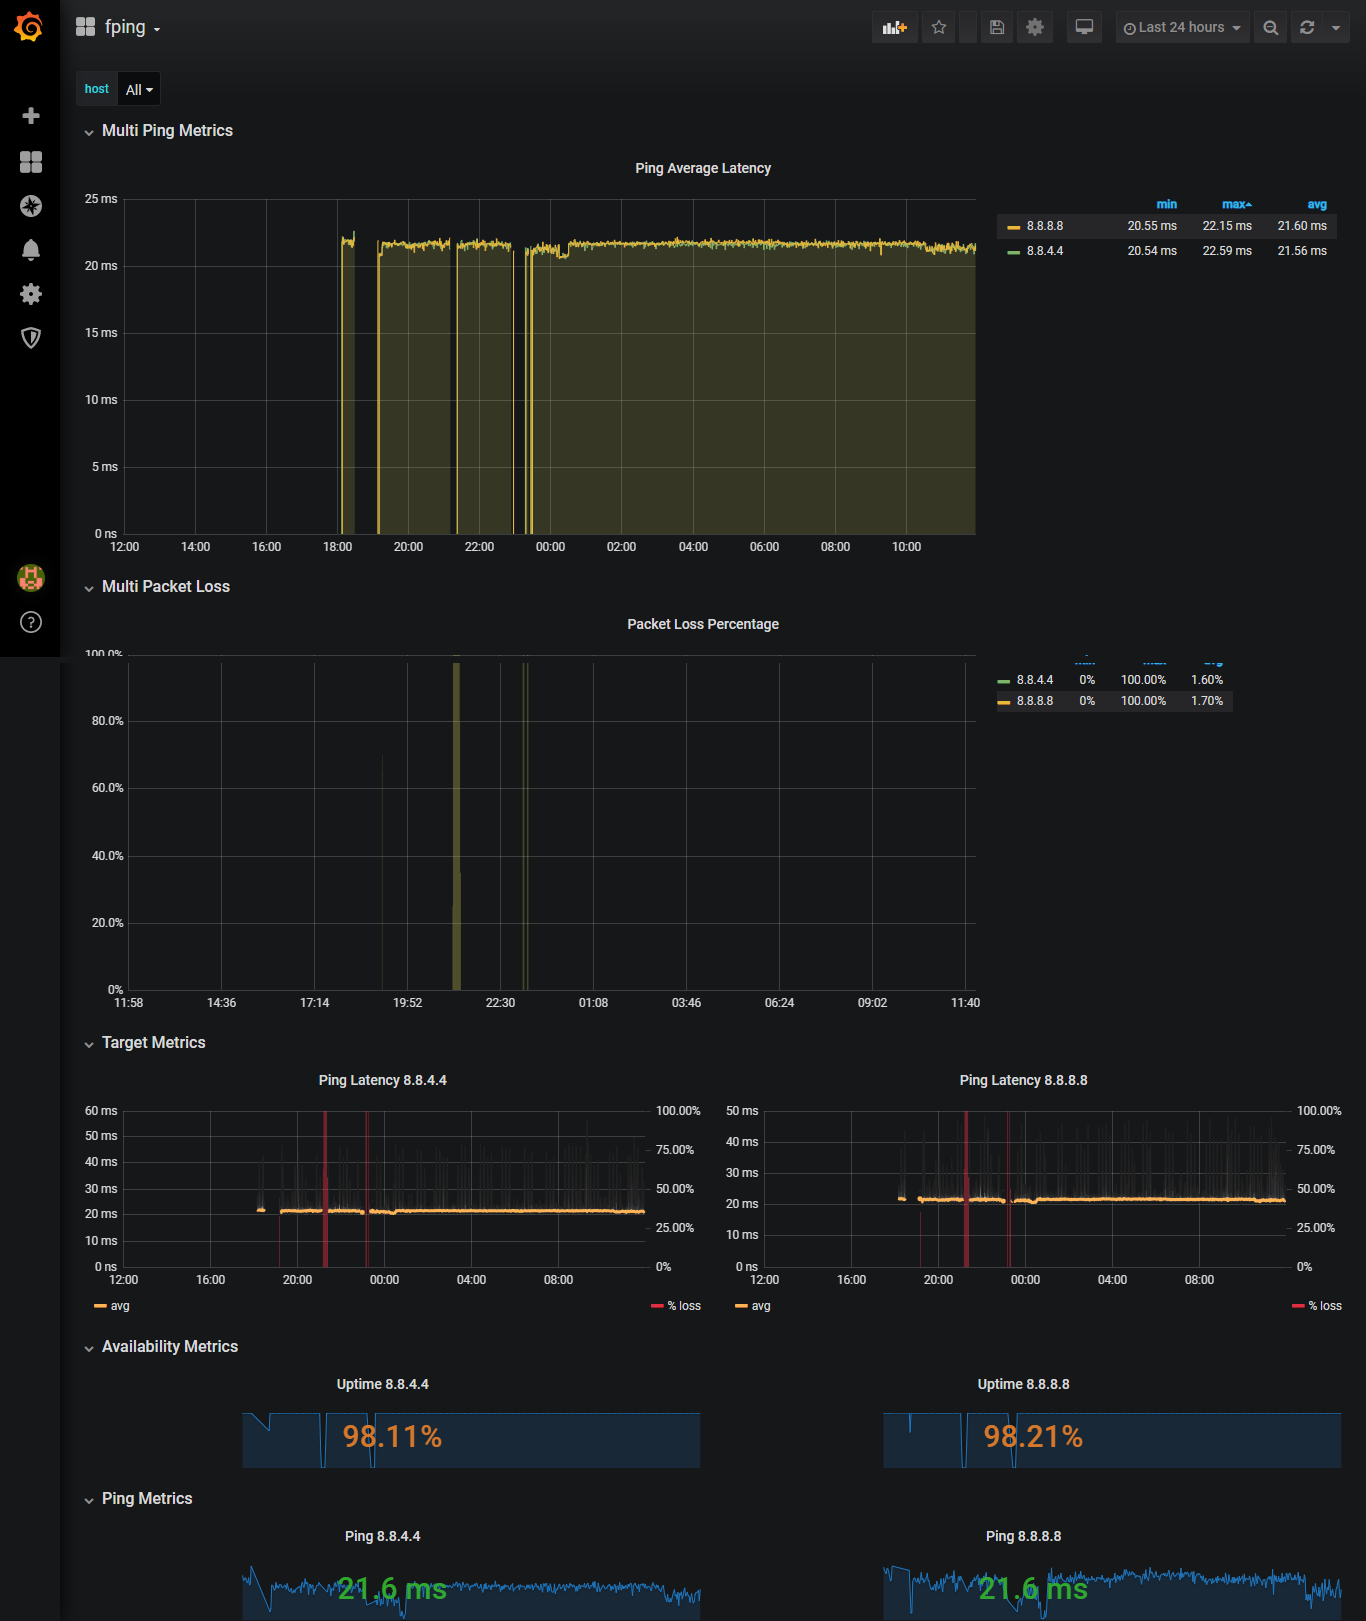 fping
Last 24 hours
host All
Multi Ping Metrics
Ping Average Latency
25 ms
20 ms
15 ms
10 ms
5 ms
0 ns
12:00 14:00 16:00 18:00 20:00 22:00 00:00 02:00 04:00 06:00 08:00 10:00
min max avg
8.8.8.8 20.55 ms 22.15 ms 21.60 ms
8.8.4.4 20.54 ms 22.59 ms 21.56 ms
Multi Packet Loss
Packet Loss Percentage
100.0%
80.0%
60.0%
40.0%
20.0%
0%
11:58 14:36 17:14 19:52 22:30 01:08 03:46 06:24 09:02 11:40
min max avg
8.8.4.4 0% 100.00% 1.60%
8.8.8.8 0% 100.00% 1.70%
Target Metrics
Ping Latency 8.8.4.4
60 ms
50 ms
40 ms
30 ms
20 ms
10 ms
0 ns
100.00%
75.00%
50.00%
25.00%
0%
12:00 16:00 20:00 00:00 04:00 08:00
avg % loss
Ping Latency 8.8.8.8
50 ms
40 ms
30 ms
20 ms
10 ms
0 ns
100.00%
75.00%
50.00%
25.00%
0%
12:00 16:00 20:00 00:00 04:00 08:00
avg % loss
Availability Metrics
Uptime 8.8.4.4
98.11%
Uptime 8.8.8.8
98.21%
Ping Metrics
Ping 8.8.4.4
21.6 ms
Ping 8.8.8.8
21.6 ms